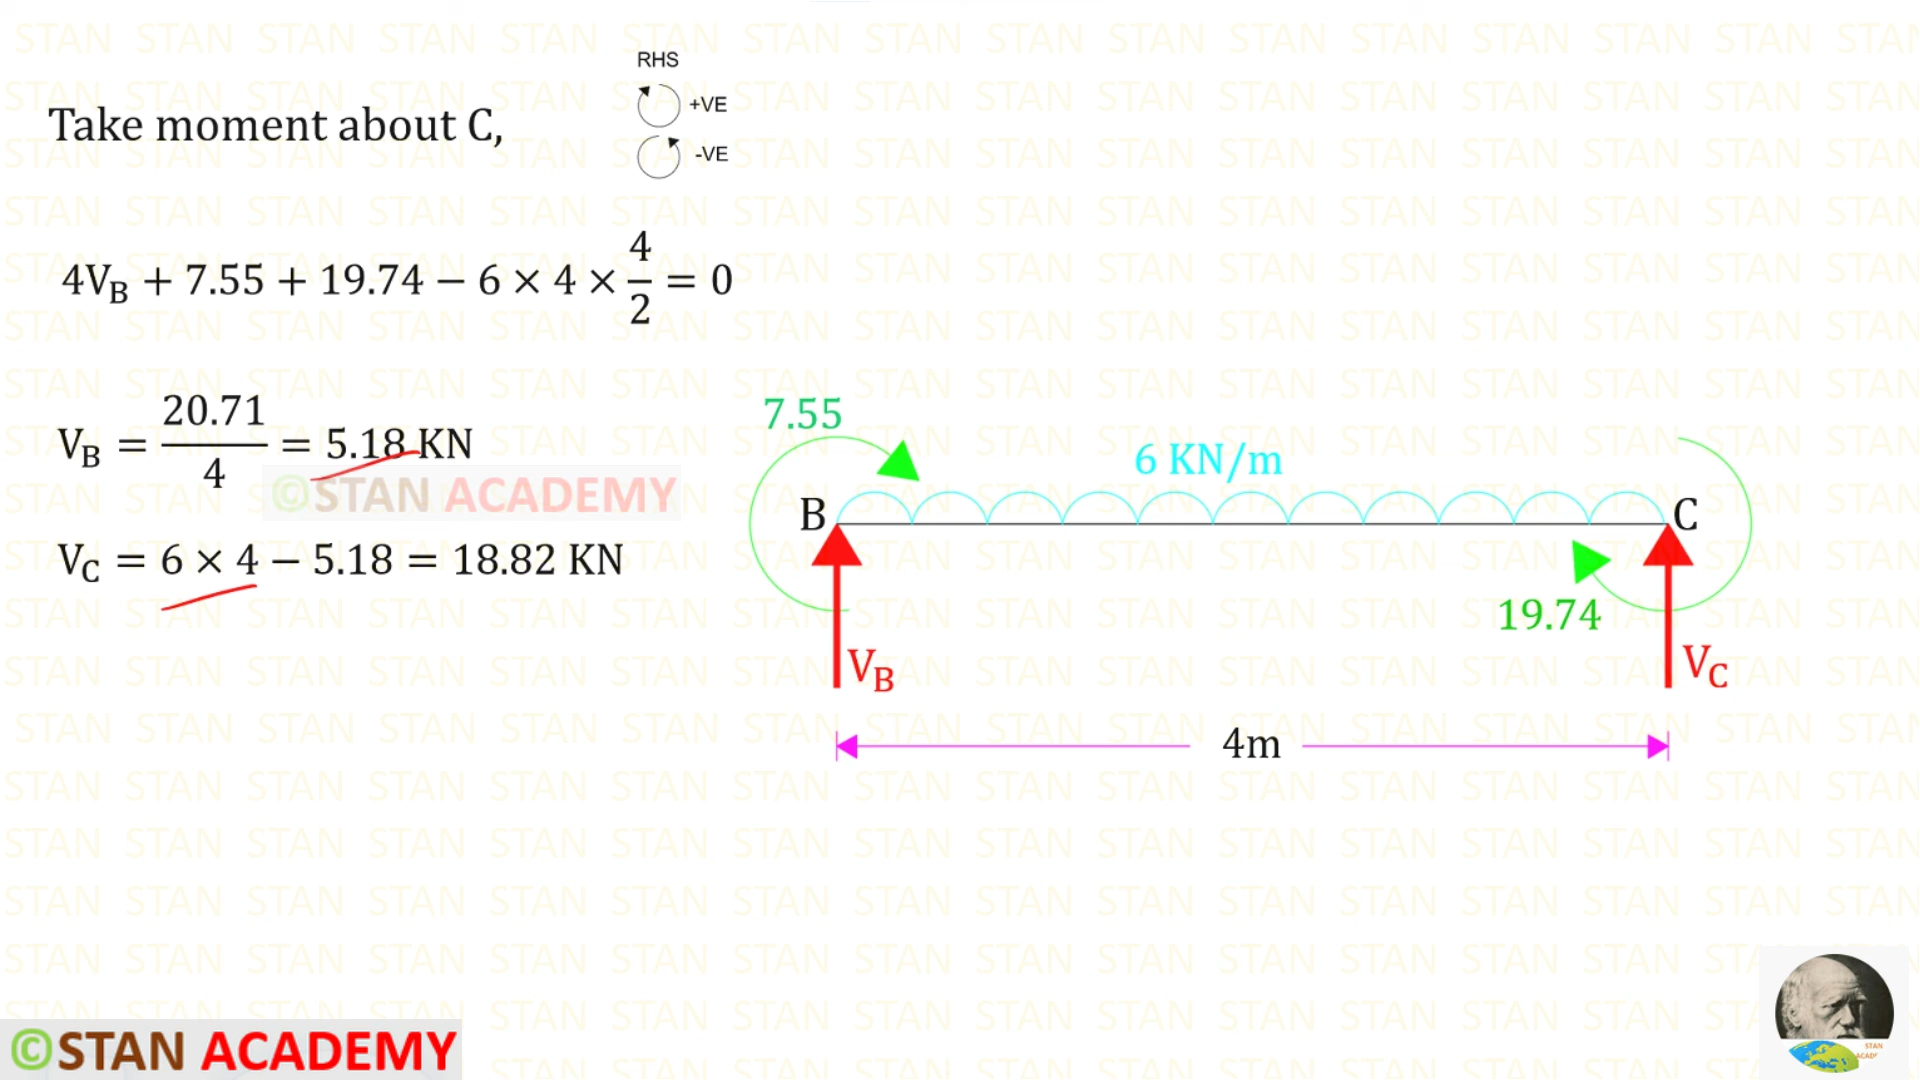 RHS
+VE
-VE
Take moment about C,
4V_B + 7.55 + 19.74 − 6 × 4 × 4/2 = 0
V_B = 20.71/4 = 5.18 KN
©STAN ACADEMY
V_C = 6 × 4 − 5.18 = 18.82 KN
7.55
6 KN/m
B
C
19.74
V_B
V_C
4m
©STAN ACADEMY
STAN